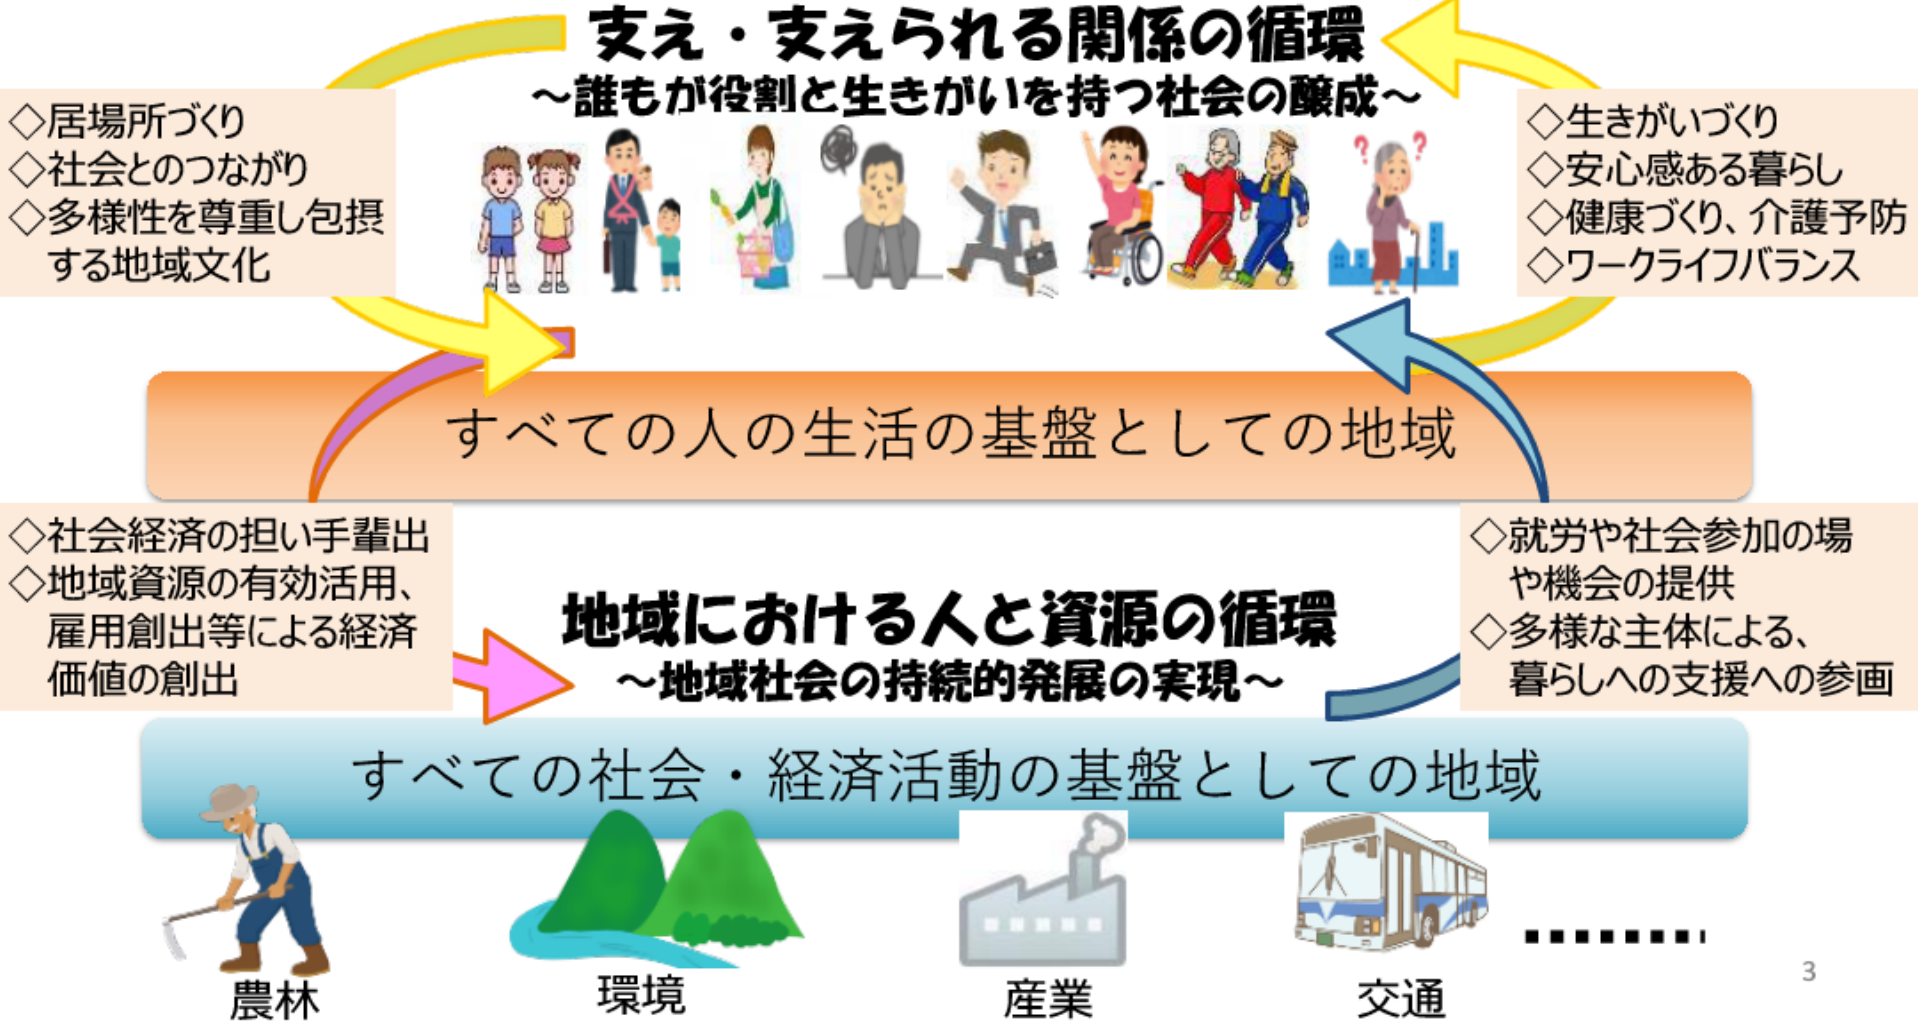 支え・支えられる関係の循環
~誰もが役割と生きがいを持つ社会の醸成~
◇居場所づくり
◇社会とのつながり
◇多様性を尊重し包摂
する地域文化
◇生きがいづくり
◇安心感ある暮らし
◇健康づくり、介護予防
◇ワークライフバランス
? ?
すべての人の生活の基盤としての地域
◇社会経済の担い手輩出
◇地域資源の有効活用、
雇用創出等による経済
価値の創出
地域における人と資源の循環
~地域社会の持続的発展の実現~
◇就労や社会参加の場
や機会の提供
◇多様な主体による、
暮らしへの支援への参画
すべての社会・経済活動の基盤としての地域
農林
環境
産業
交通
3